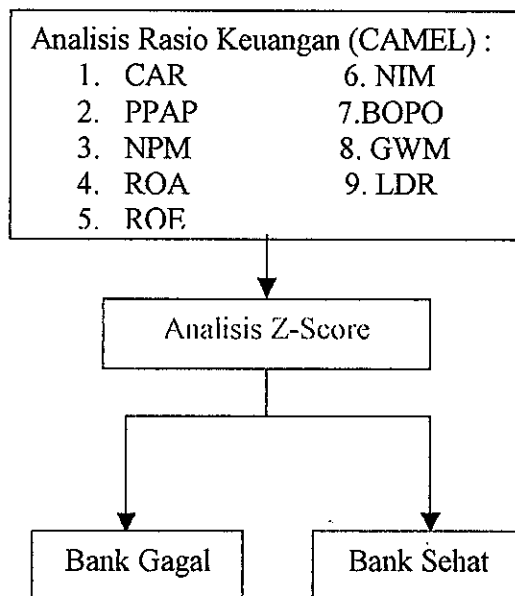 Analisis Rasio Keuangan (CAMEL) :
1. CAR
2. PPAP
3. NPM
4. ROA
5. ROE
6. NIM
7.BOPO
8. GWM
9. LDR
Analisis Z-Score
Bank Gagal
Bank Sehat